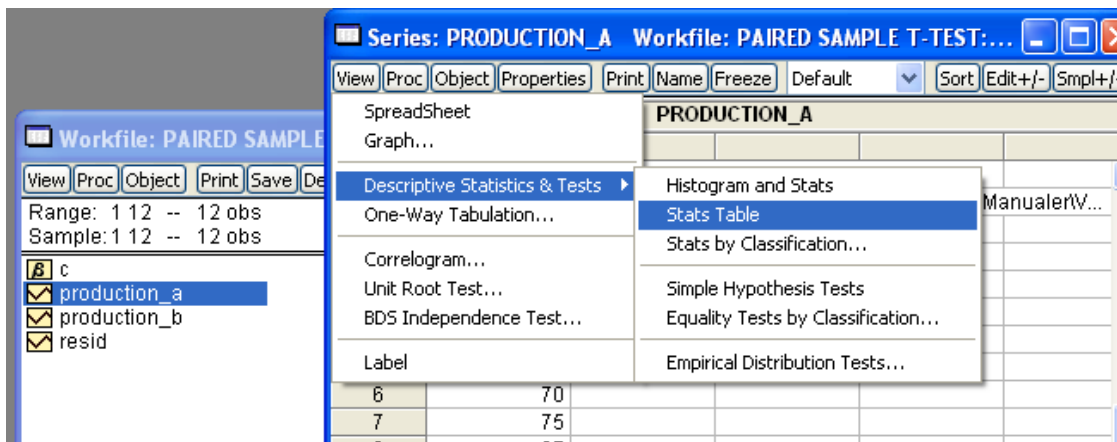 Series: PRODUCTION_A Workfile: PAIRED SAMPLE T-TEST:...
View Proc Object Properties Print Name Freeze Default Sort Edit+/- Smpl+/-
PRODUCTION_A
SpreadSheet
Graph...
Descriptive Statistics & Tests
One-Way Tabulation...
Correlogram...
Unit Root Test...
BDS Independence Test...
Label
Histogram and Stats
Stats Table
Stats by Classification...
Simple Hypothesis Tests
Equality Tests by Classification...
Empirical Distribution Tests...
Manualer\V...
6 70
7 75
Workfile: PAIRED SAMPLE
View Proc Object Print Save De
Range: 1 12 -- 12 obs
Sample: 1 12 -- 12 obs
β c
production_a
production_b
resid